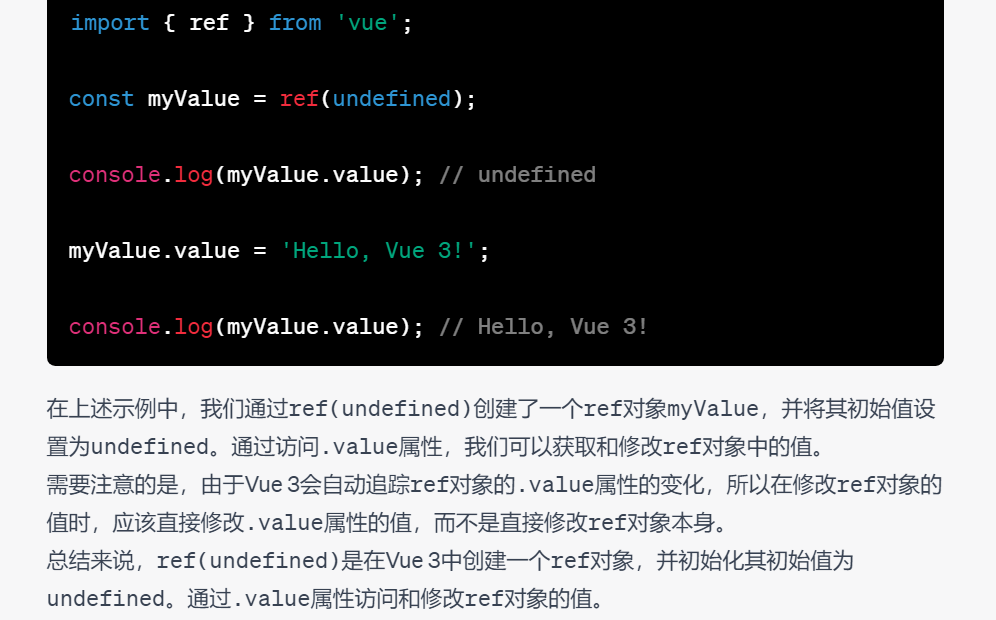 import { ref } from 'vue';
const myValue = ref(undefined);
console.log(myValue.value); // undefined
myValue.value = 'Hello, Vue 3!';
console.log(myValue.value); // Hello, Vue 3!
在上述示例中，我们通过ref(undefined)创建了一个ref对象myValue，并将其初始值设
置为undefined。通过访问.value属性，我们可以获取和修改ref对象中的值。
需要注意的是，由于Vue 3会自动追踪ref对象的.value属性的变化，所以在修改ref对象的
值时，应该直接修改.value属性的值，而不是直接修改ref对象本身。
总结来说，ref(undefined)是在Vue 3中创建一个ref对象，并初始化其初始值为
undefined。通过.value属性访问和修改ref对象的值。